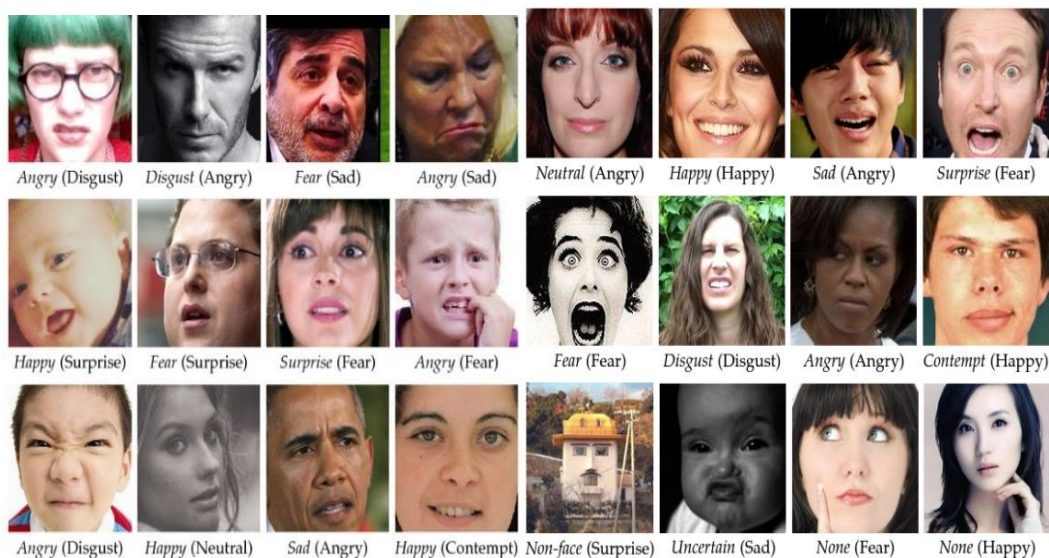 Angry (Disgust) Disgust (Angry) Fear (Sad) Angry (Sad) Neutral (Angry) Happy (Happy) Sad (Angry) Surprise (Fear)
Happy (Surprise) Fear (Surprise) Surprise (Fear) Angry (Fear) Fear (Fear) Disgust (Disgust) Angry (Angry) Contempt (Happy)
Angry (Disgust) Happy (Neutral) Sad (Angry) Happy (Contempt) Non-face (Surprise) Uncertain (Sad) None (Fear) None (Happy)